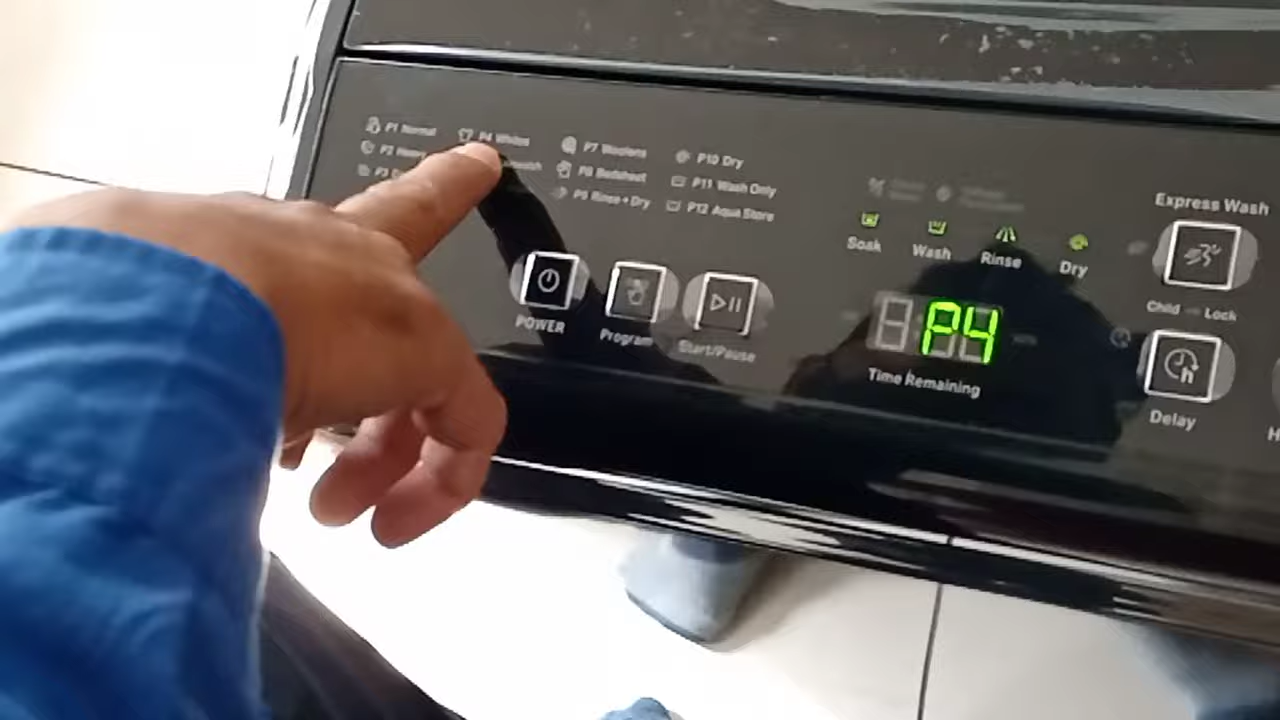 P1 Normal
P2
P3
P4 Whites
P7 Woolens
P8 Bedsheet
P9 Rinse+Dry
P10 Dry
P11 Wash Only
P12 Aqua Store
Soak
Wash
Rinse
Dry
Express Wash
Child Lock
POWER
Program
Start/Pause
P4
Time Remaining
h
Delay
H